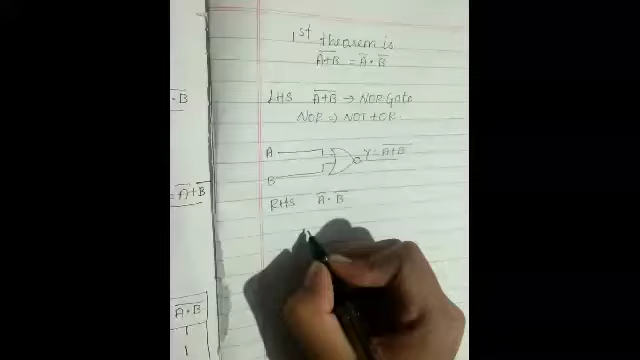 B
= A̅+B̅
A̅·B̅
1
1
1st theorem is
A̅+̅B̅ = A̅·B̅
LHS A̅+̅B̅ → NOR Gate
NOR ⇒ NOT + OR.
A
Y = A̅+̅B̅
B
RHS A̅·B̅